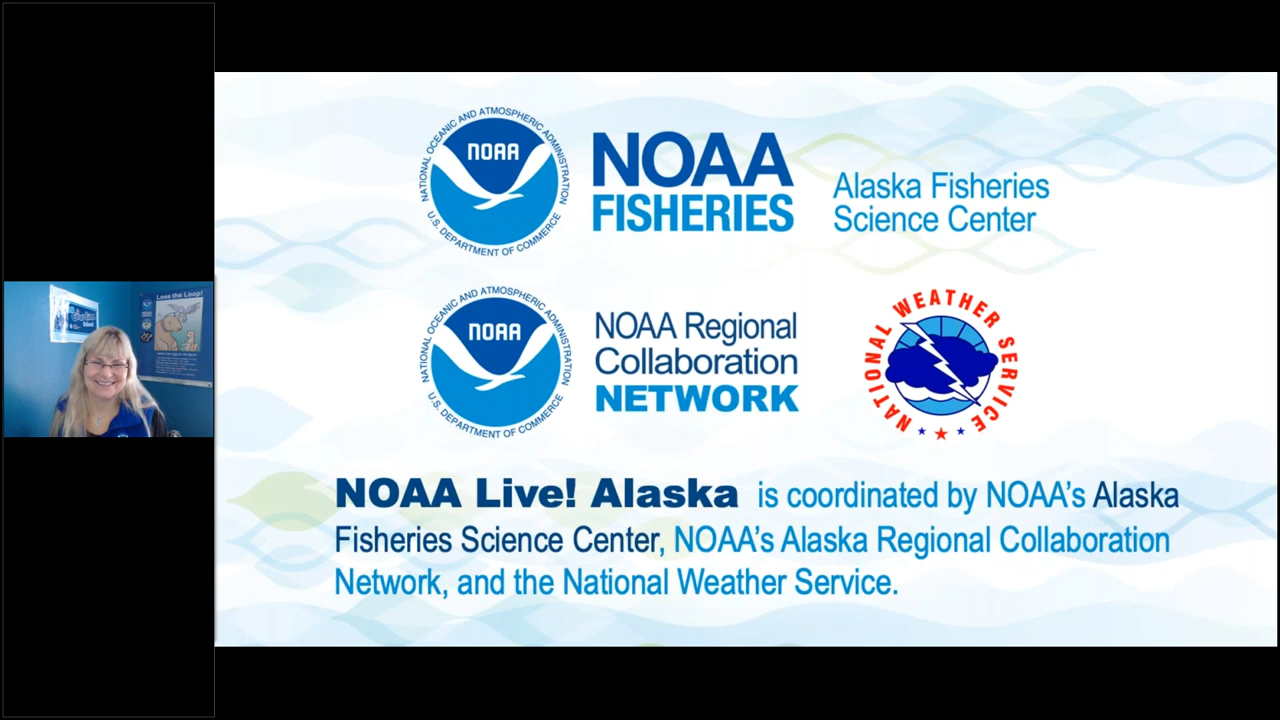 NATIONAL OCEANIC AND ATMOSPHERIC ADMINISTRATION
NOAA
U.S. DEPARTMENT OF COMMERCE
NOAA
FISHERIES
Alaska Fisheries
Science Center
NATIONAL OCEANIC AND ATMOSPHERIC ADMINISTRATION
NOAA
U.S. DEPARTMENT OF COMMERCE
NOAA Regional
Collaboration
NETWORK
NATIONAL WEATHER SERVICE
Lose the Loop!
NOAA Live! Alaska is coordinated by NOAA's Alaska
Fisheries Science Center, NOAA's Alaska Regional Collaboration
Network, and the National Weather Service.